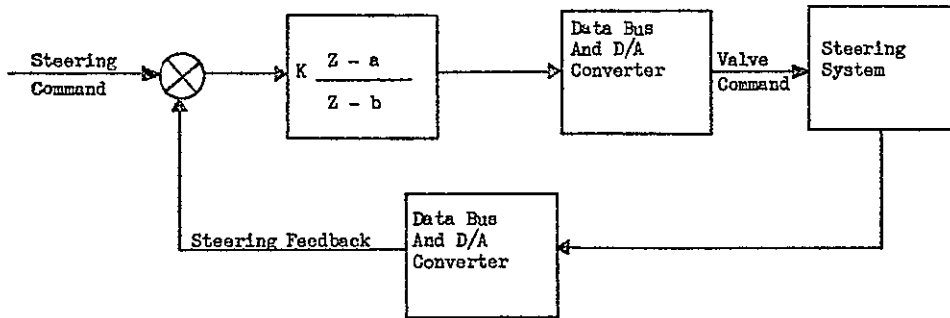 Steering
Command
K Z - a
Z - b
Data Bus
And D/A
Converter
Valve
Command
Steering
System
Steering Feedback
Data Bus
And D/A
Converter